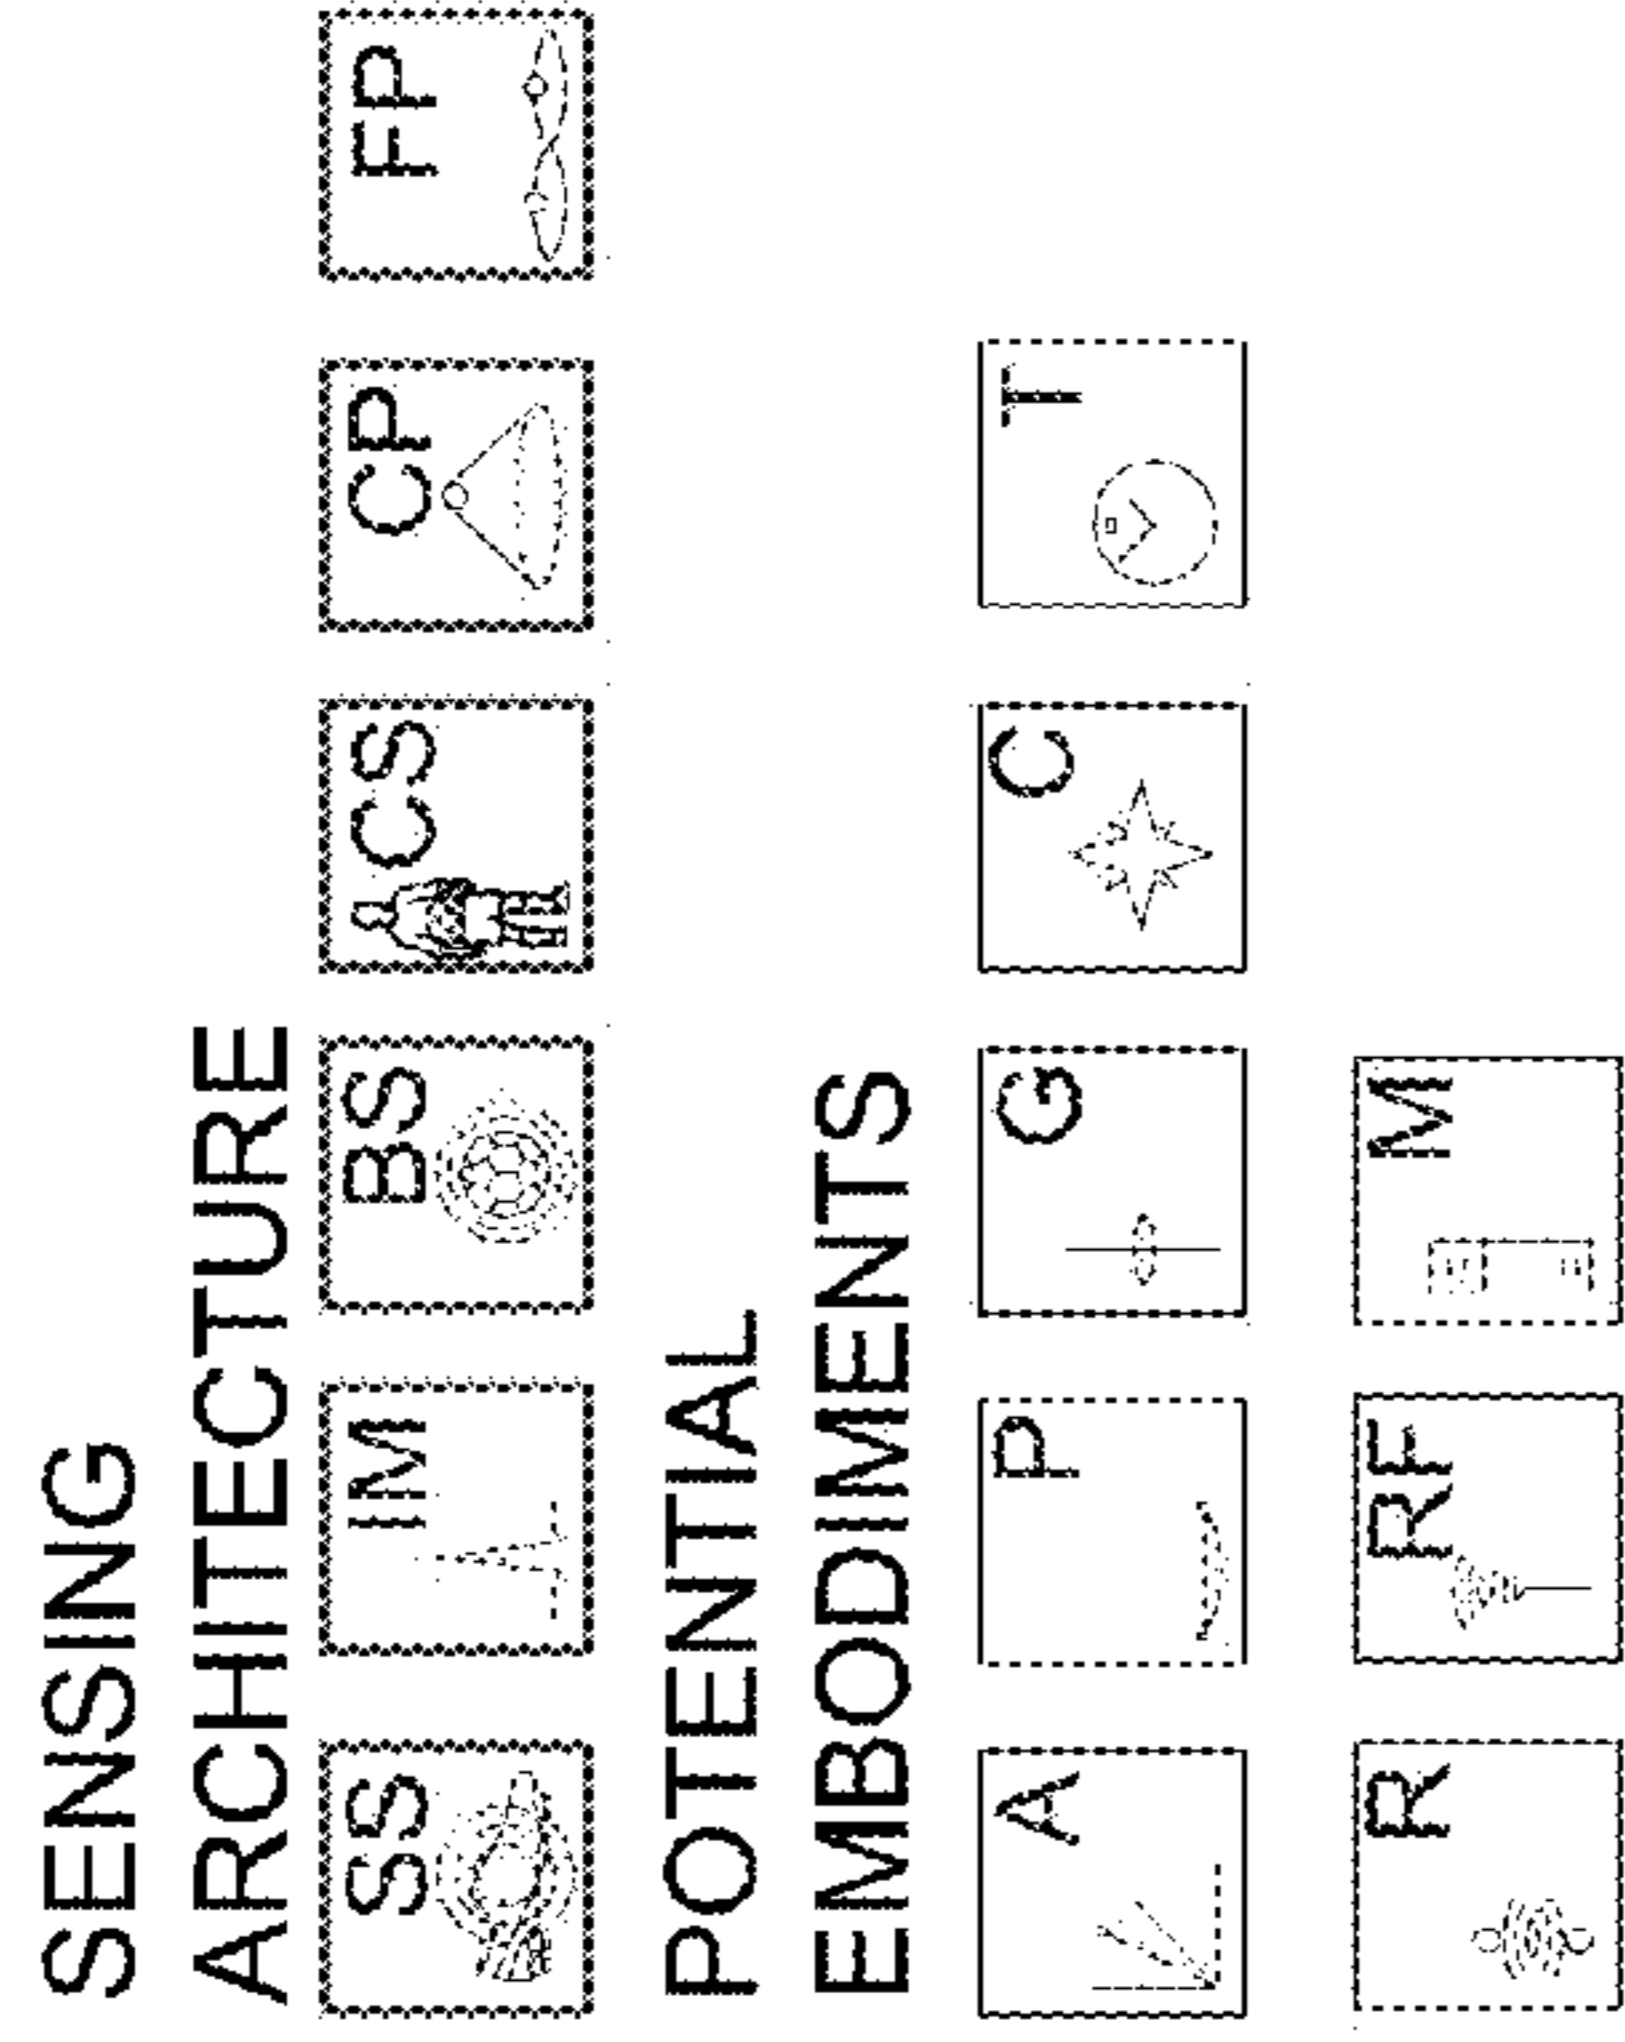 SENSING
ARCHITECTURE
SS IM BS CS CP FP
POTENTIAL
EMBODIMENTS
A P G C T
R RF M